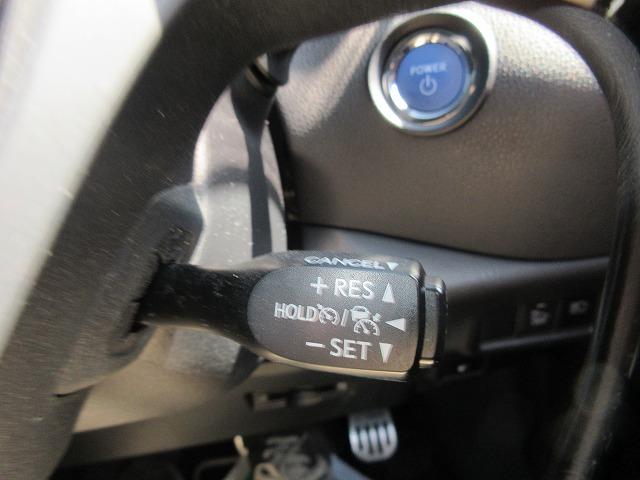 POWER
CANCEL▼
+ RES ▲
HOLD / ◄
− SET ▼